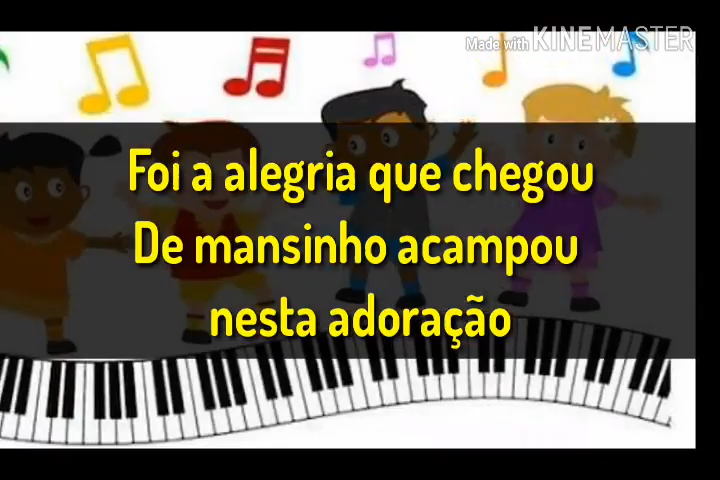 Made with KINEMASTER
Foi a alegria que chegou
De mansinho acampou
nesta adoração